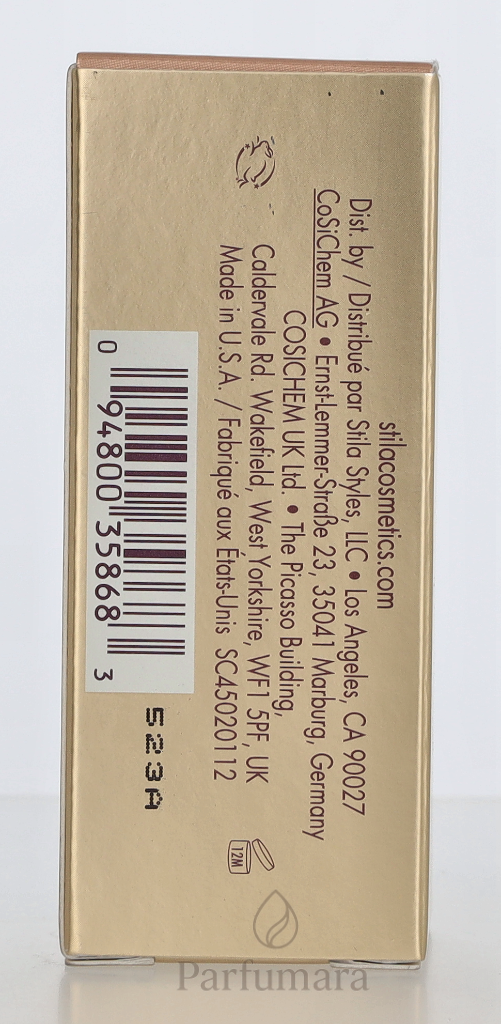 stilacosmetics.com
Dist. by / Distribué par Stila Styles, LLC • Los Angeles, CA 90027
CoSiChem AG • Ernst-Lemmer-Straße 23, 35041 Marburg, Germany
COSICHEM UK Ltd. • The Picasso Building,
Caldervale Rd. Wakefield, West Yorkshire, WF1 5PF, UK
Made in U.S.A. / Fabriqué aux États-Unis SC45020112
12M
0 94800 35868 3
523A
Parfumara